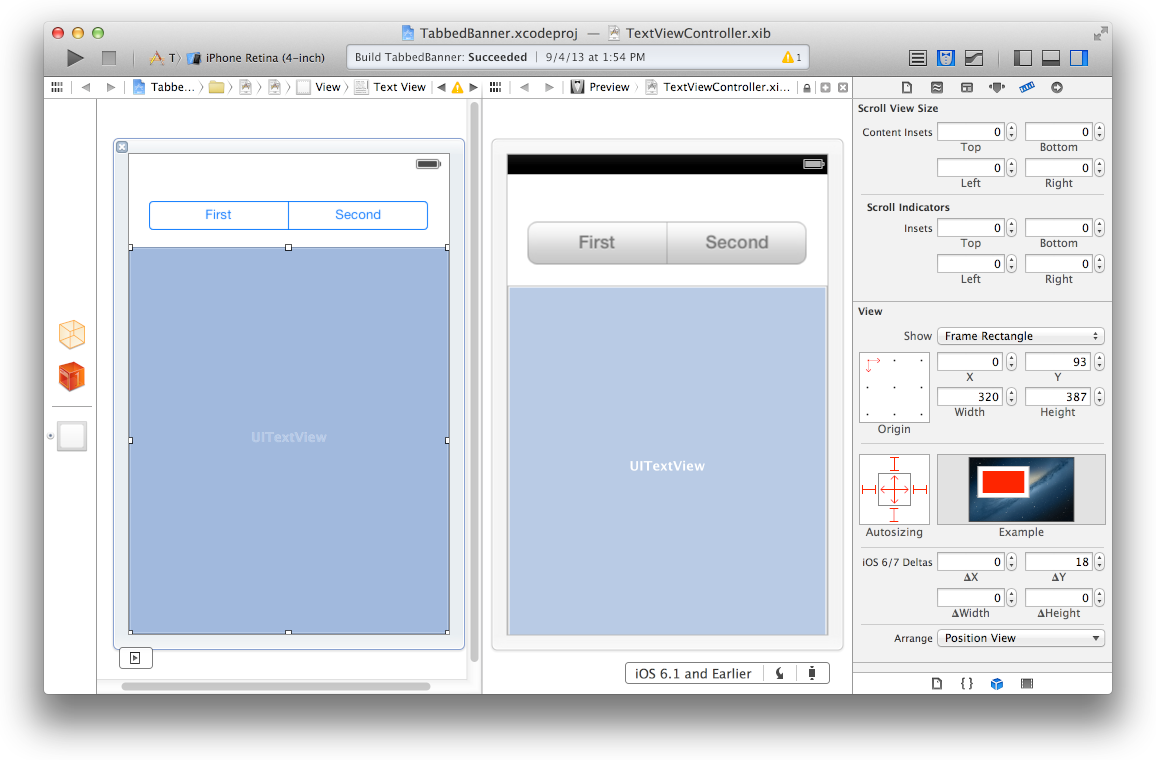 TabbedBanner.xcodeproj — TextViewController.xib
T iPhone Retina (4-inch)
Build TabbedBanner: Succeeded 9/4/13 at 1:54 PM
1
Tabbe... View Text View
Preview TextViewController.xi...
First Second
UITextView
First Second
UITextView
iOS 6.1 and Earlier
Scroll View Size
Content Insets 0 0
Top Bottom
0 0
Left Right
Scroll Indicators
Insets 0 0
Top Bottom
0 0
Left Right
View
Show Frame Rectangle
0 93
X Y
320 387
Width Height
Origin
Autosizing Example
iOS 6/7 Deltas 0 18
ΔX ΔY
0 0
ΔWidth ΔHeight
Arrange Position View
{ }